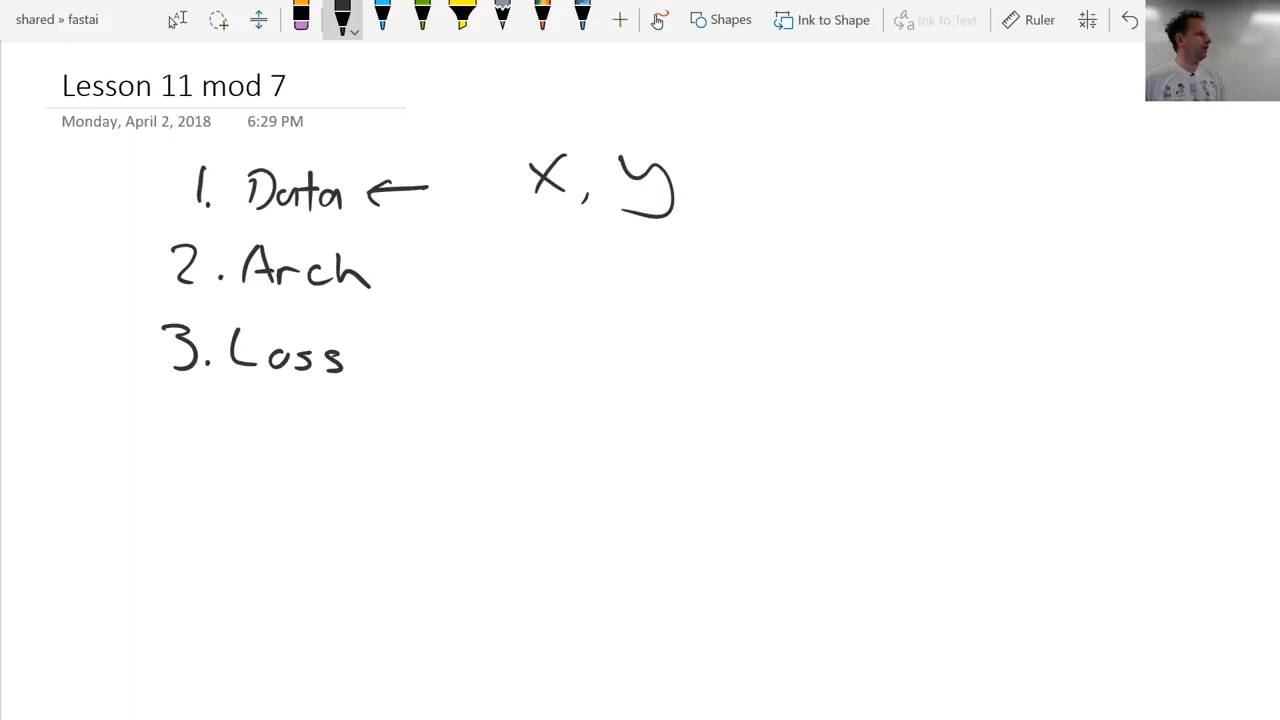 shared » fastai
Shapes
Ink to Shape
Ink to Text
Ruler
Lesson 11 mod 7
Monday, April 2, 2018 6:29 PM
1. Data ← x, y
2. Arch
3. Loss